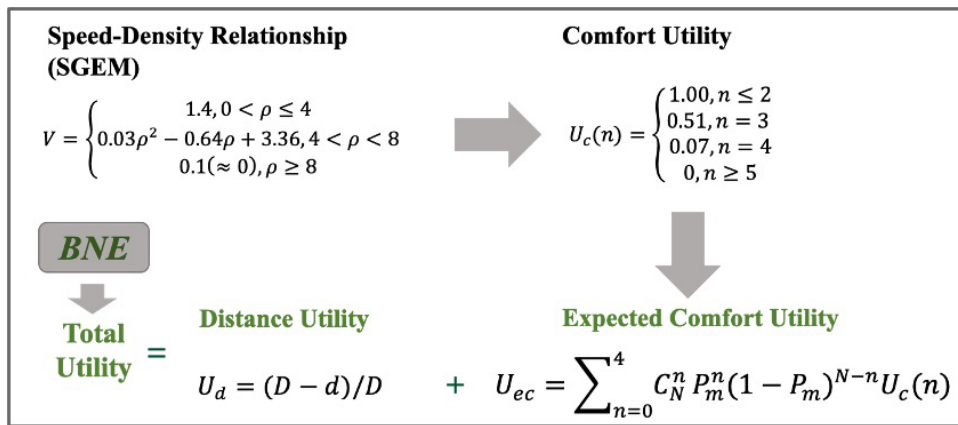 Speed-Density Relationship
(SGEM)
Comfort Utility
V = { 1.4, 0 < ρ ≤ 4
0.03ρ² − 0.64ρ + 3.36, 4 < ρ < 8
0.1(≈ 0), ρ ≥ 8
U_c(n) = { 1.00, n ≤ 2
0.51, n = 3
0.07, n = 4
0, n ≥ 5
BNE
Total
Utility
=
Distance Utility
Expected Comfort Utility
U_d = (D − d)/D
+
U_{ec} = ∑_{n=0}^{4} C_N^n P_m^n (1 − P_m)^{N−n} U_c(n)